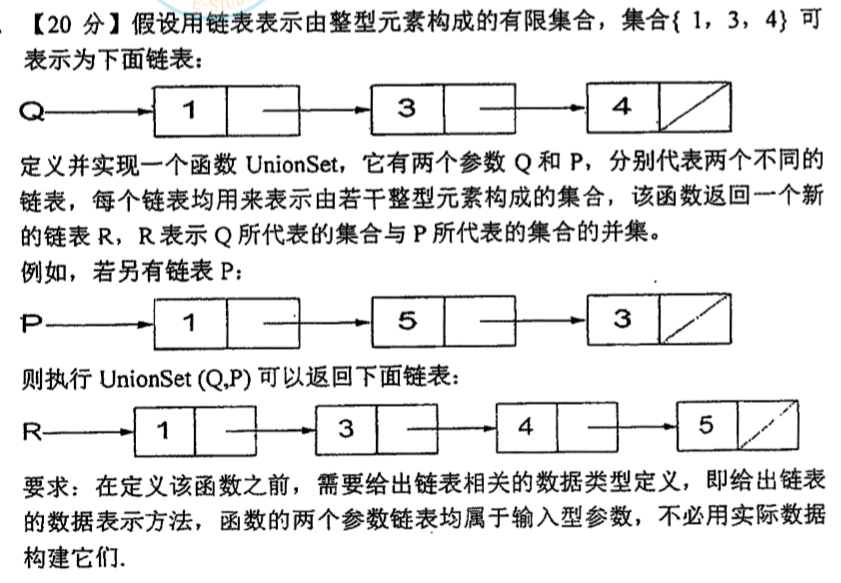 【20 分】假设用链表表示由整型元素构成的有限集合，集合{ 1，3，4} 可
表示为下面链表：
Q 1 3 4
定义并实现一个函数 UnionSet，它有两个参数 Q 和 P，分别代表两个不同的
链表，每个链表均用来表示由若干整型元素构成的集合，该函数返回一个新
的链表 R，R 表示 Q 所代表的集合与 P 所代表的集合的并集。
例如，若另有链表 P：
P 1 5 3
则执行 UnionSet (Q,P) 可以返回下面链表：
R 1 3 4 5
要求：在定义该函数之前，需要给出链表相关的数据类型定义，即给出链表
的数据表示方法，函数的两个参数链表均属于输入型参数，不必用实际数据
构建它们.